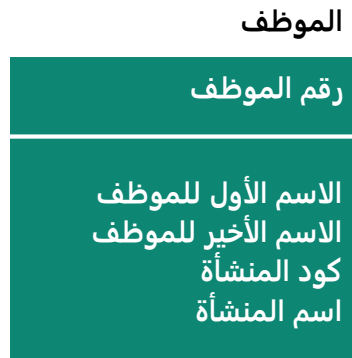 الموظف
رقم الموظف
الاسم الأول للموظف
الاسم الأخير للموظف
كود المنشأة
اسم المنشأة